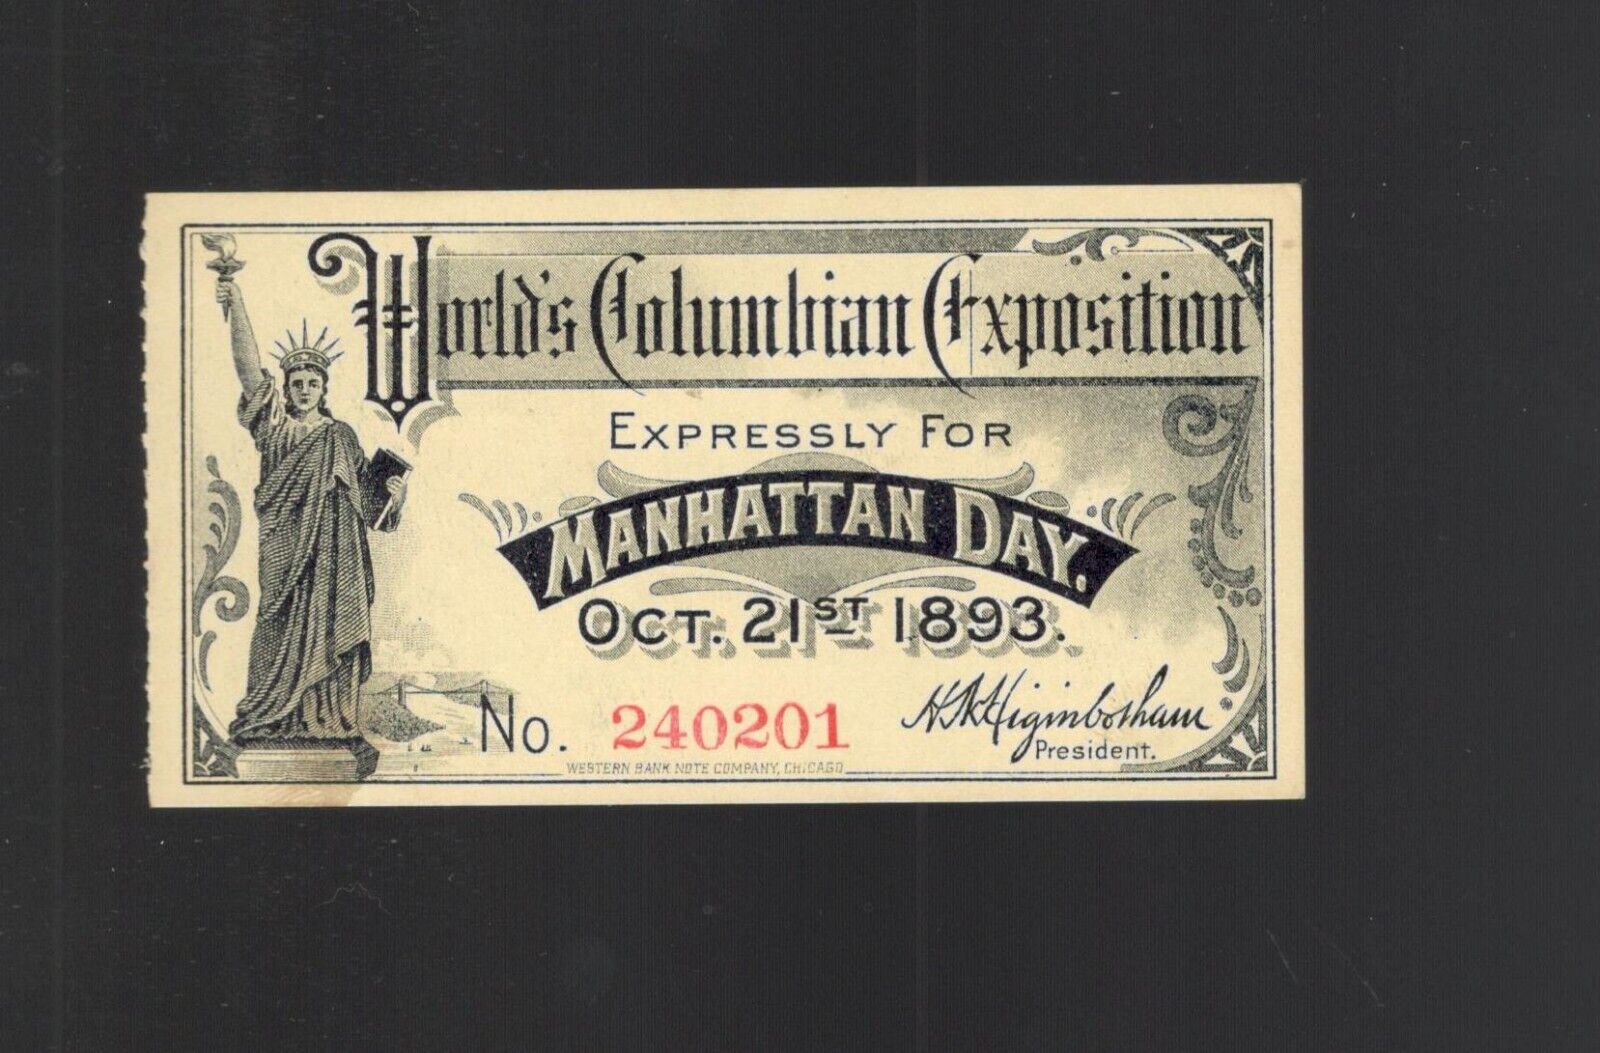 World's Columbian Exposition
EXPRESSLY FOR
MANHATTAN DAY.
OCT. 21ST 1893.
No. 240201
H.N. Higinbotham
President.
WESTERN BANK NOTE COMPANY, CHICAGO